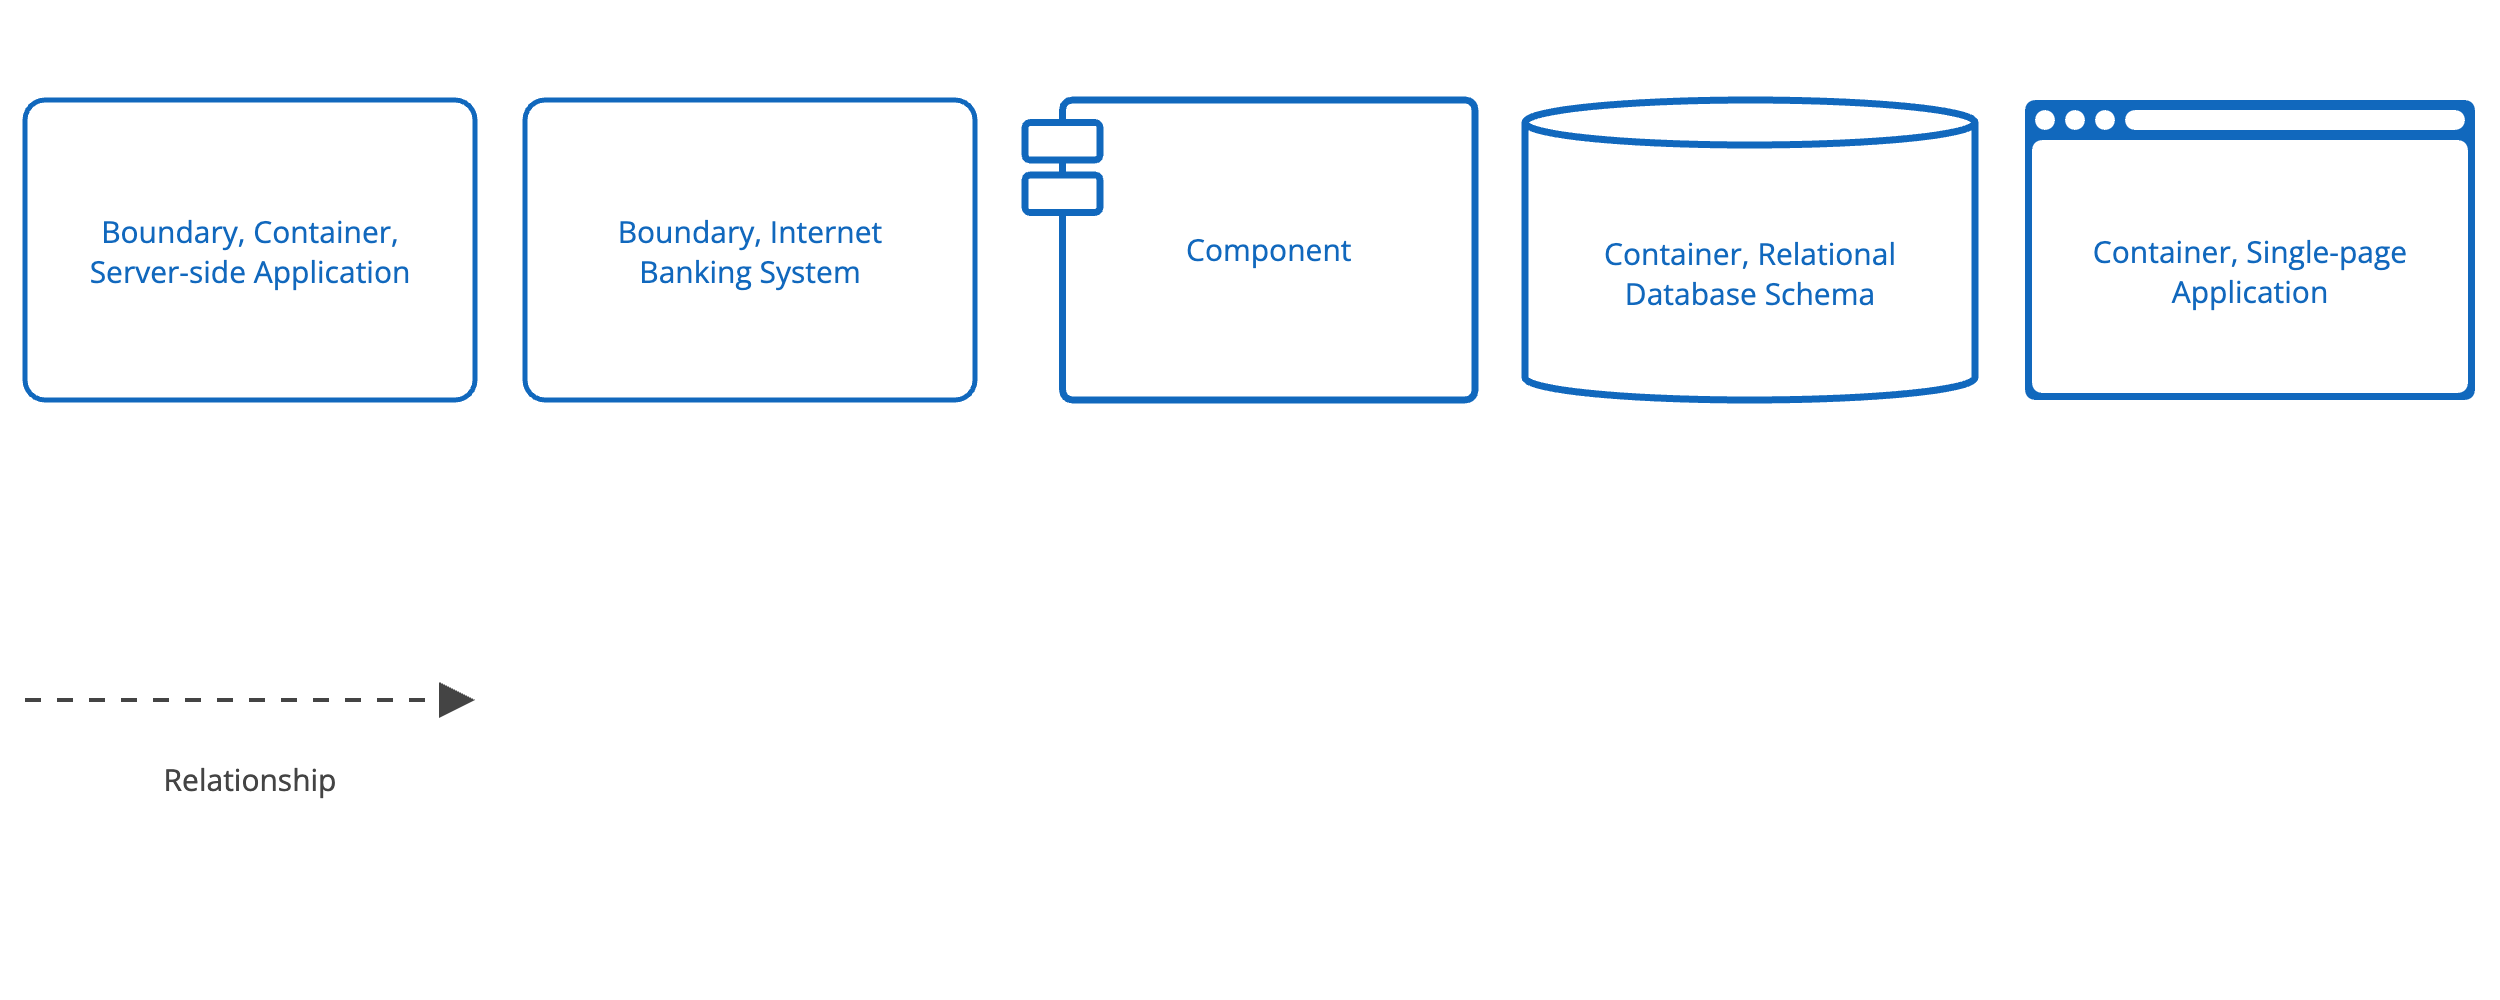 Boundary, Container,
Server-side Application
Boundary, Internet
Banking System
Component
Container, Relational
Database Schema
Container, Single-page
Application
Relationship